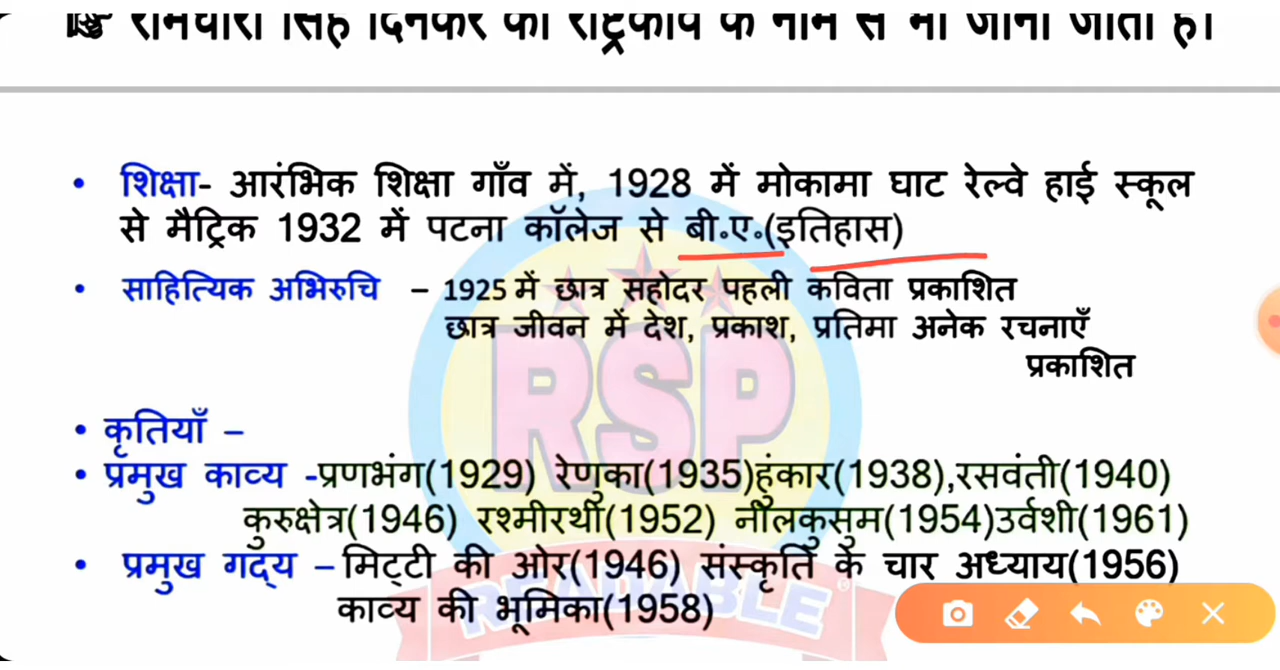 रामधारी सिंह दिनकर को राष्ट्रकवि के नाम से भी जाना जाता है।
• शिक्षा- आरंभिक शिक्षा गाँव में, 1928 में मोकामा घाट रेल्वे हाई स्कूल
से मैट्रिक 1932 में पटना कॉलेज से बी॰ए॰(इतिहास)
• साहित्यिक अभिरुचि – 1925 में छात्र सहोदर पहली कविता प्रकाशित
छात्र जीवन में देश, प्रकाश, प्रतिमा अनेक रचनाएँ
प्रकाशित
• कृतियाँ –
• प्रमुख काव्य -प्रणभंग(1929) रेणुका(1935)हुंकार(1938),रसवंती(1940)
कुरुक्षेत्र(1946) रश्मीरथी(1952) नीलकुसुम(1954)उर्वशी(1961)
• प्रमुख गद्य – मिट्टी की ओर(1946) संस्कृति के चार अध्याय(1956)
काव्य की भूमिका(1958)
RSP
READABLE